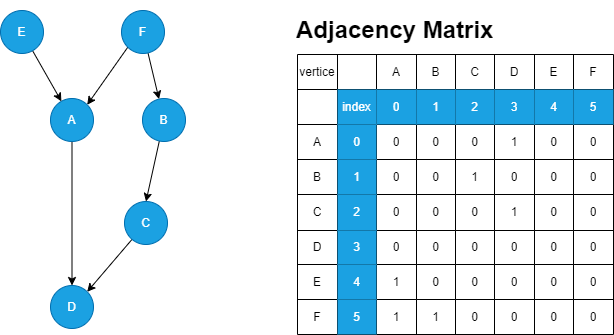 E F
A B
C
D
Adjacency Matrix
vertice A B C D E F
index 0 1 2 3 4 5
A 0 0 0 0 1 0 0
B 1 0 0 1 0 0 0
C 2 0 0 0 1 0 0
D 3 0 0 0 0 0 0
E 4 1 0 0 0 0 0
F 5 1 1 0 0 0 0